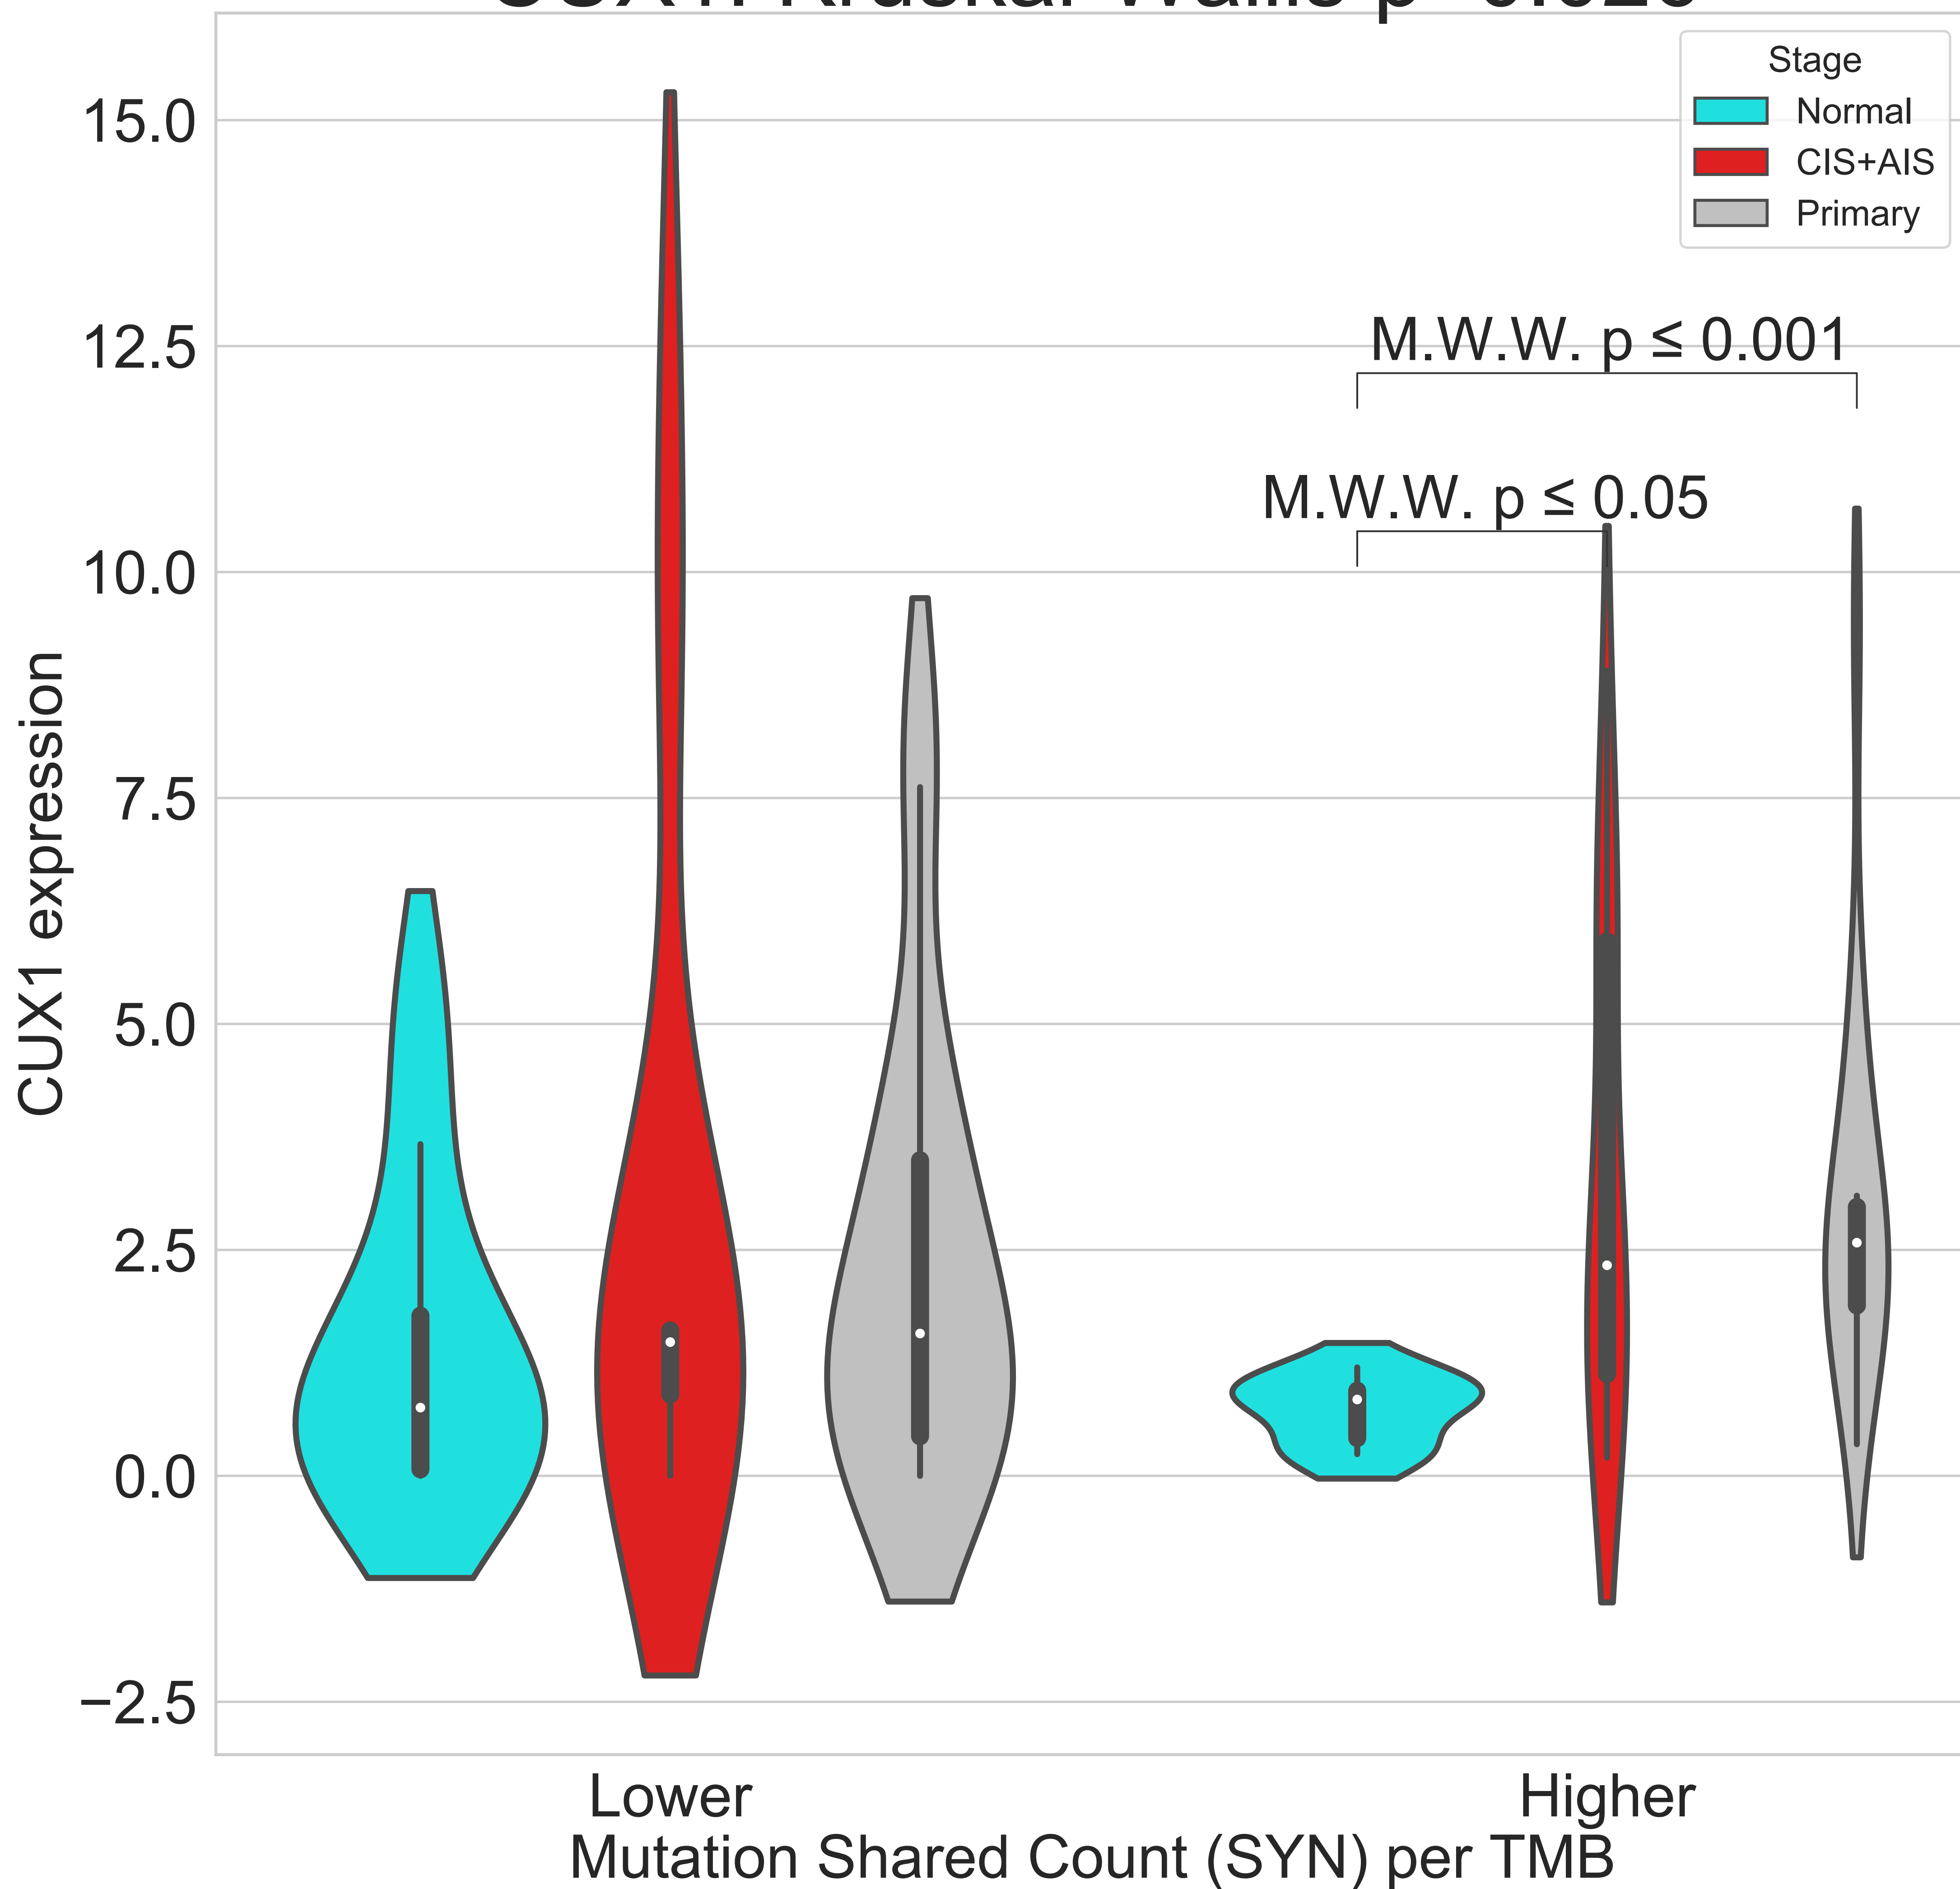 Stage
Normal
CIS+AIS
Primary
15.0
12.5
10.0
7.5
5.0
2.5
0.0
−2.5
CUX1 expression
M.W.W. p ≤ 0.001
M.W.W. p ≤ 0.05
Lower
Higher
Mutation Shared Count (SYN) per TMB